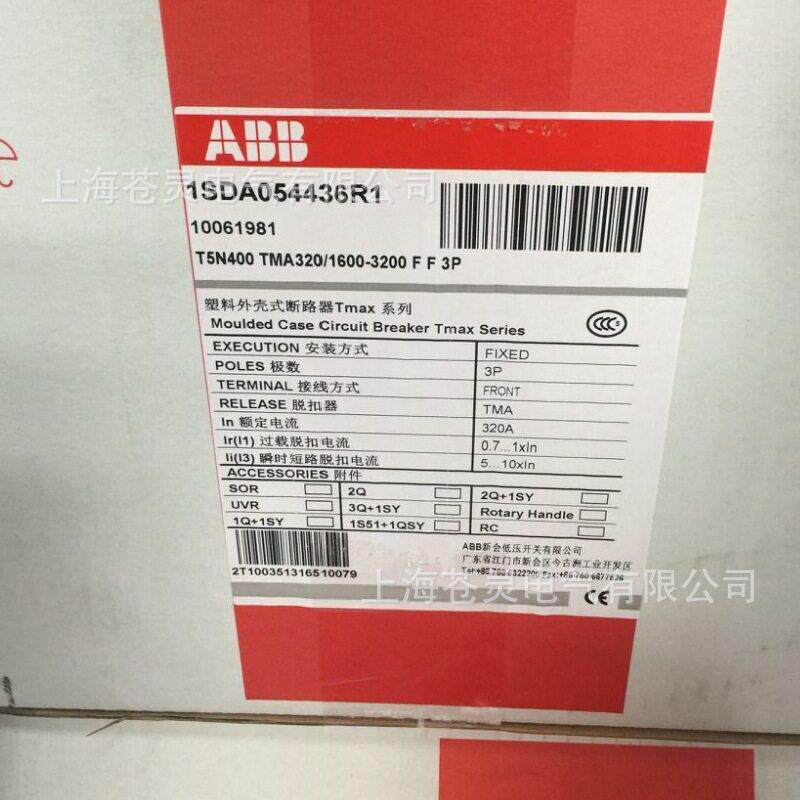 ABB
上海苍灵电气有限公司
1SDA054436R1
10061981
T5N400 TMA320/1600-3200 F F 3P
塑料外壳式断路器Tmax 系列
Moulded Case Circuit Breaker Tmax Series
CCC S
EXECUTION 安装方式 FIXED
POLES 极数 3P
TERMINAL 接线方式 FRONT
RELEASE 脱扣器 TMA
In 额定电流 320A
Ir(I1) 过载脱扣电流 0.7...1xIn
Ii(I3) 瞬时短路脱扣电流 5...10xIn
ACCESSORIES 附件
SOR 2Q 2Q+1SY
UVR 3Q+1SY Rotary Handle
1Q+1SY 1S51+1QSY RC
ABB新会低压开关有限公司
广东省江门市新会区今古洲工业开发区
2T100351316510079
上海苍灵电气有限公司
CE